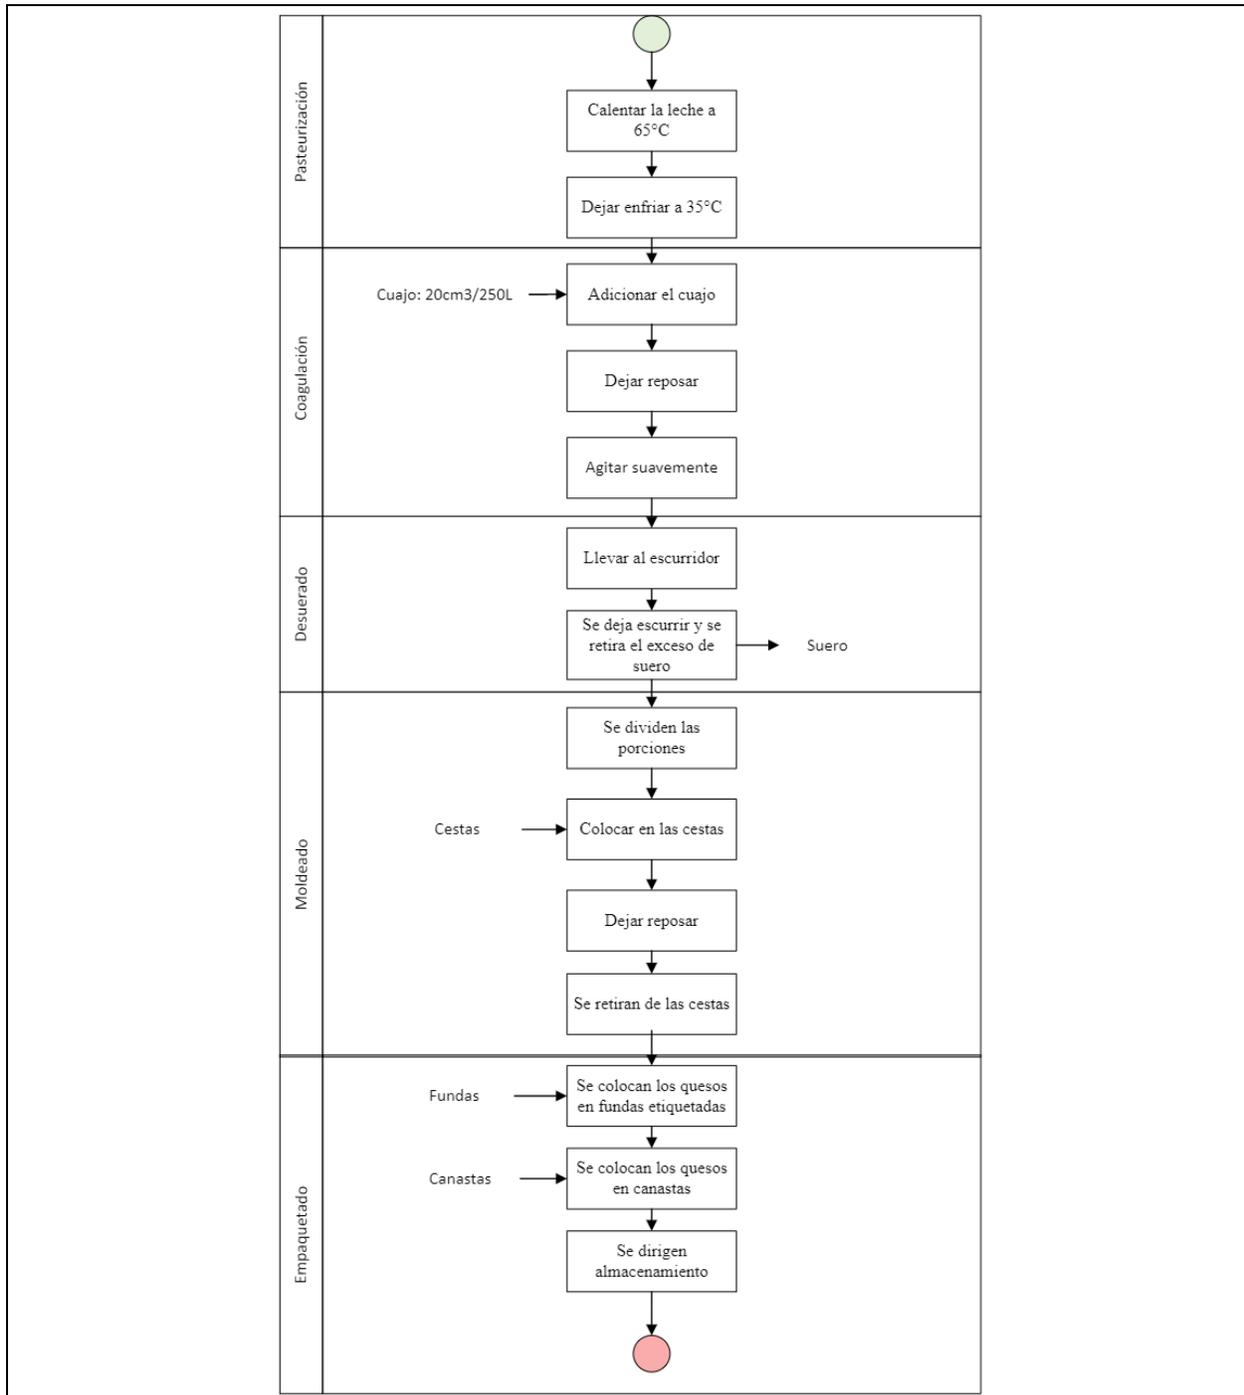 Pasteurización
Calentar la leche a
65°C
Dejar enfriar a 35°C
Coagulación
Cuajo: 20cm3/250L
Adicionar el cuajo
Dejar reposar
Agitar suavemente
Desuerado
Llevar al escurridor
Se deja escurrir y se
retira el exceso de
suero
Suero
Moldeado
Se dividen las
porciones
Cestas
Colocar en las cestas
Dejar reposar
Se retiran de las cestas
Empaquetado
Fundas
Se colocan los quesos
en fundas etiquetadas
Canastas
Se colocan los quesos
en canastas
Se dirigen
almacenamiento